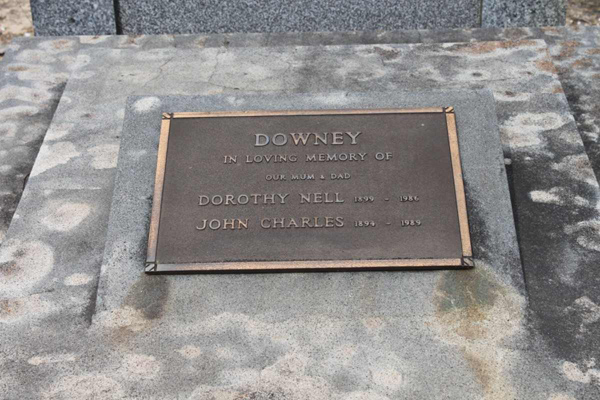 DOWNEY
IN LOVING MEMORY OF
OUR MUM & DAD
DOROTHY NELL 1899 - 1986
JOHN CHARLES 1894 - 1989